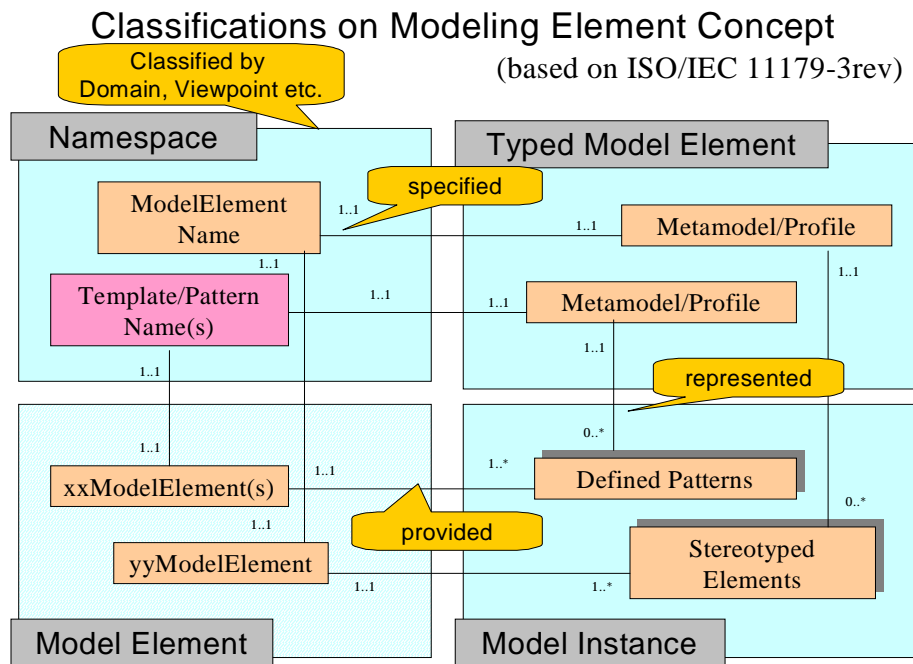 Classifications on Modeling Element Concept
(based on ISO/IEC 11179-3rev)
Classified by
Domain, Viewpoint etc.
Namespace
Typed Model Element
specified
ModelElement
Name
1..1
1..1
Metamodel/Profile
1..1
1..1
Template/Pattern
Name(s)
1..1
1..1
Metamodel/Profile
1..1
1..1
represented
1..1
1..1
0..*
1..*
xxModelElement(s)
Defined Patterns
0..*
provided
1..1
yyModelElement
1..1
1..*
Stereotyped
Elements
Model Element
Model Instance